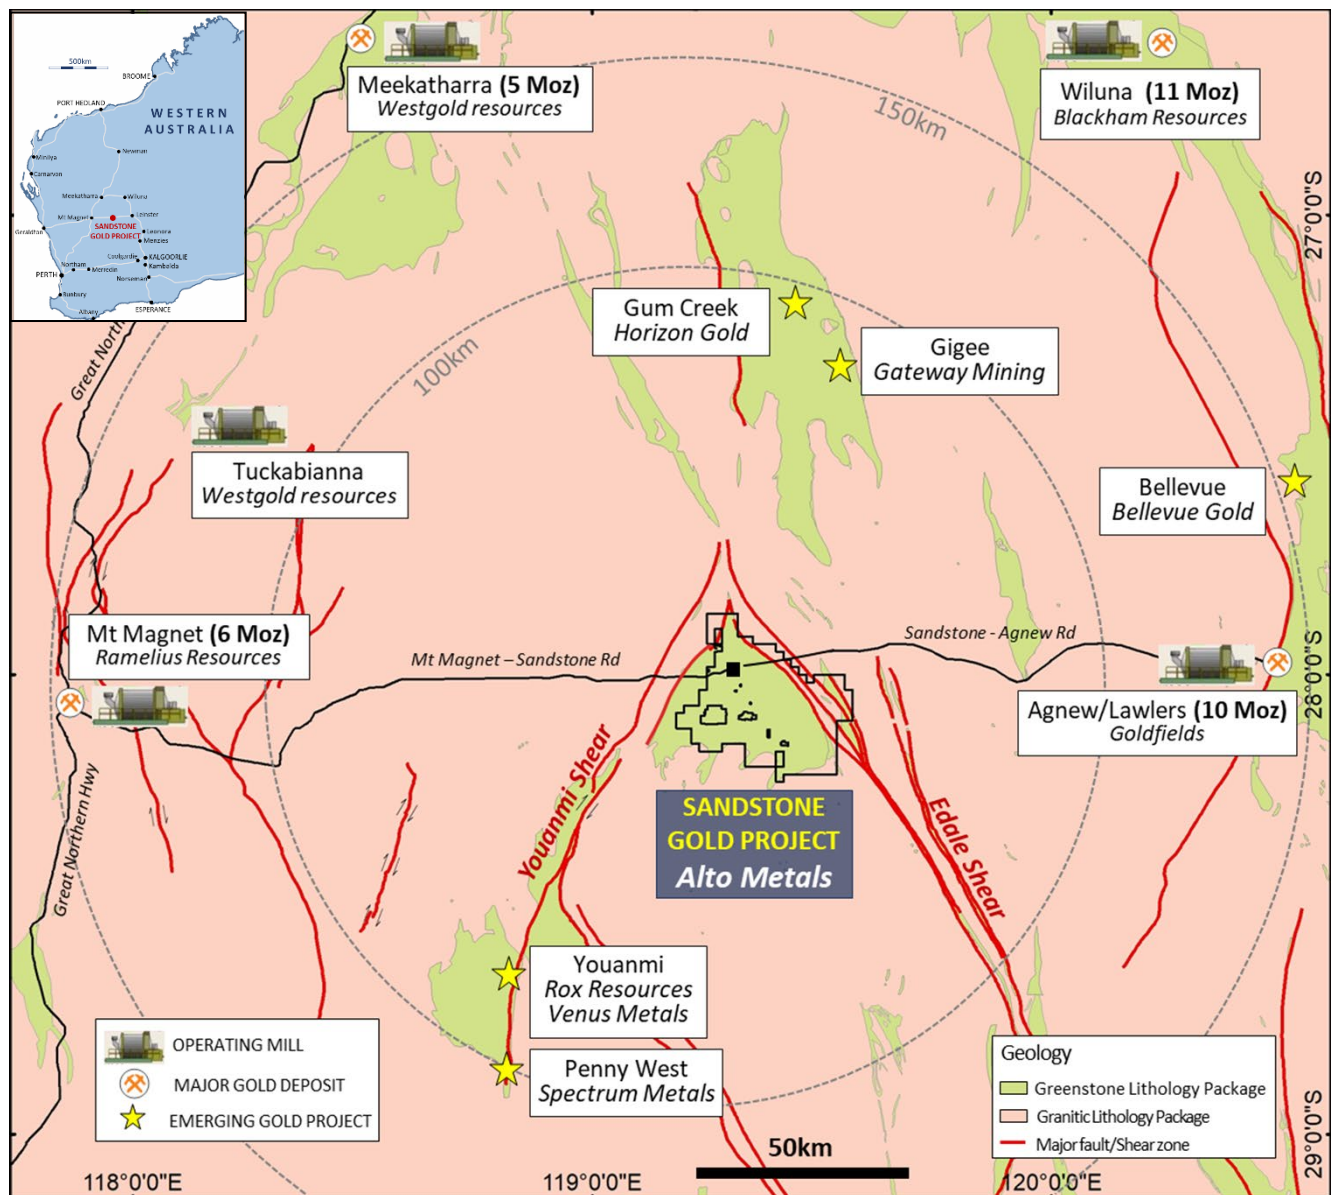 500km
BROOME
PORT HEDLAND
WESTERN
AUSTRALIA
Newman
Minilya
Carnarvon
Meekatharra
Wiluna
Mt Magnet
Leinster
SANDSTONE
GOLD PROJECT
Geraldton
Leonora
Menzies
Coolgardie
KALGOORLIE
Kambalda
Northam
Merredin
PERTH
Norseman
Bunbury
ESPERANCE
Albany
Meekatharra (5 Moz)
Westgold resources
Wiluna (11 Moz)
Blackham Resources
150km
27°0'0"S
Gum Creek
Horizon Gold
Gigee
Gateway Mining
100km
Great North
Tuckabianna
Westgold resources
Bellevue
Bellevue Gold
Mt Magnet (6 Moz)
Ramelius Resources
Mt Magnet – Sandstone Rd
Sandstone - Agnew Rd
28°0'0"S
Agnew/Lawlers (10 Moz)
Goldfields
Youanmi Shear
Edale Shear
Great Northern Hwy
SANDSTONE
GOLD PROJECT
Alto Metals
Youanmi
Rox Resources
Venus Metals
Penny West
Spectrum Metals
OPERATING MILL
MAJOR GOLD DEPOSIT
EMERGING GOLD PROJECT
Geology
Greenstone Lithology Package
Granitic Lithology Package
Major fault/Shear zone
50km
29°0'0"S
118°0'0"E
119°0'0"E
120°0'0"E